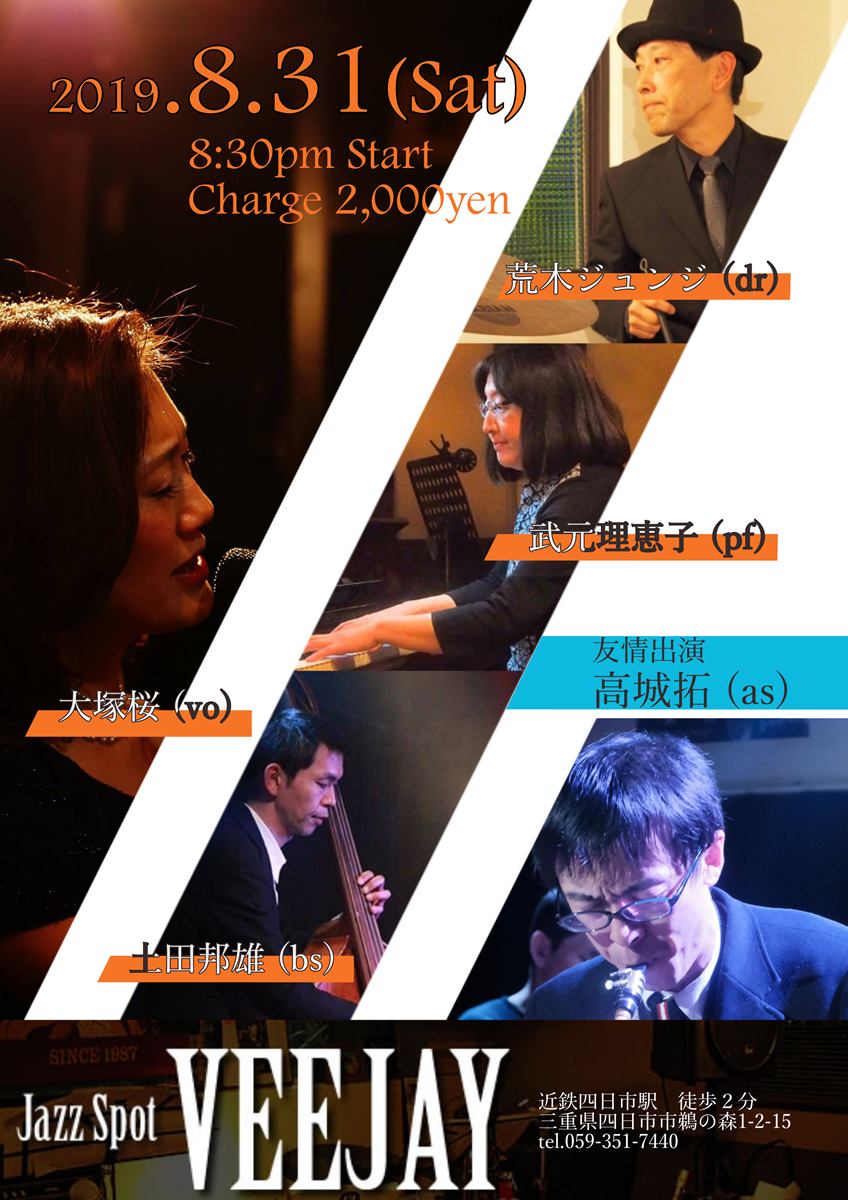 2019.8.31(Sat)
8:30pm Start
Charge 2,000yen
荒木ジュンジ (dr)
武元理恵子 (pf)
友情出演
高城拓 (as)
大塚桜 (vo)
土田邦雄 (bs)
SINCE 1987
Jazz Spot VEEJAY
近鉄四日市駅　徒歩２分
三重県四日市市鵜の森1-2-15
tel.059-351-7440